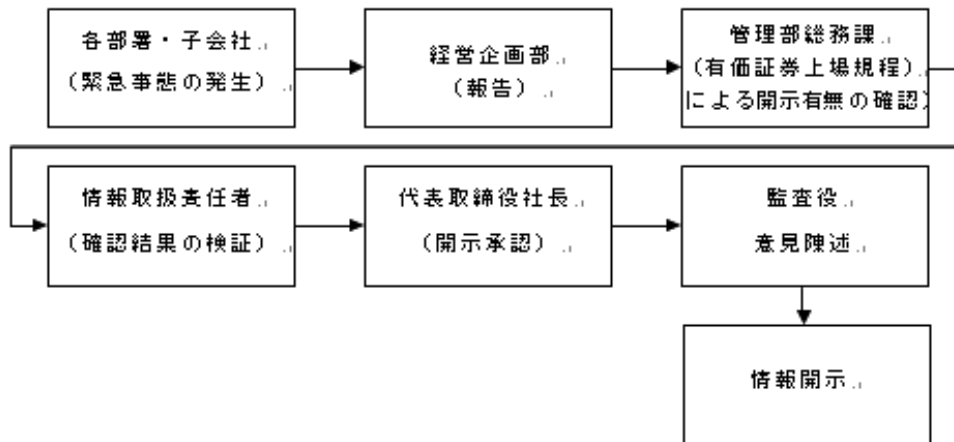 各部署・子会社
(緊急事態の発生)
経営企画部
(報告)
管理部総務課
(有価証券上場規程)
による開示有無の確認)
情報取扱責任者
(確認結果の検証)
代表取締役社長
(開示承認)
監査役
意見陳述
情報開示